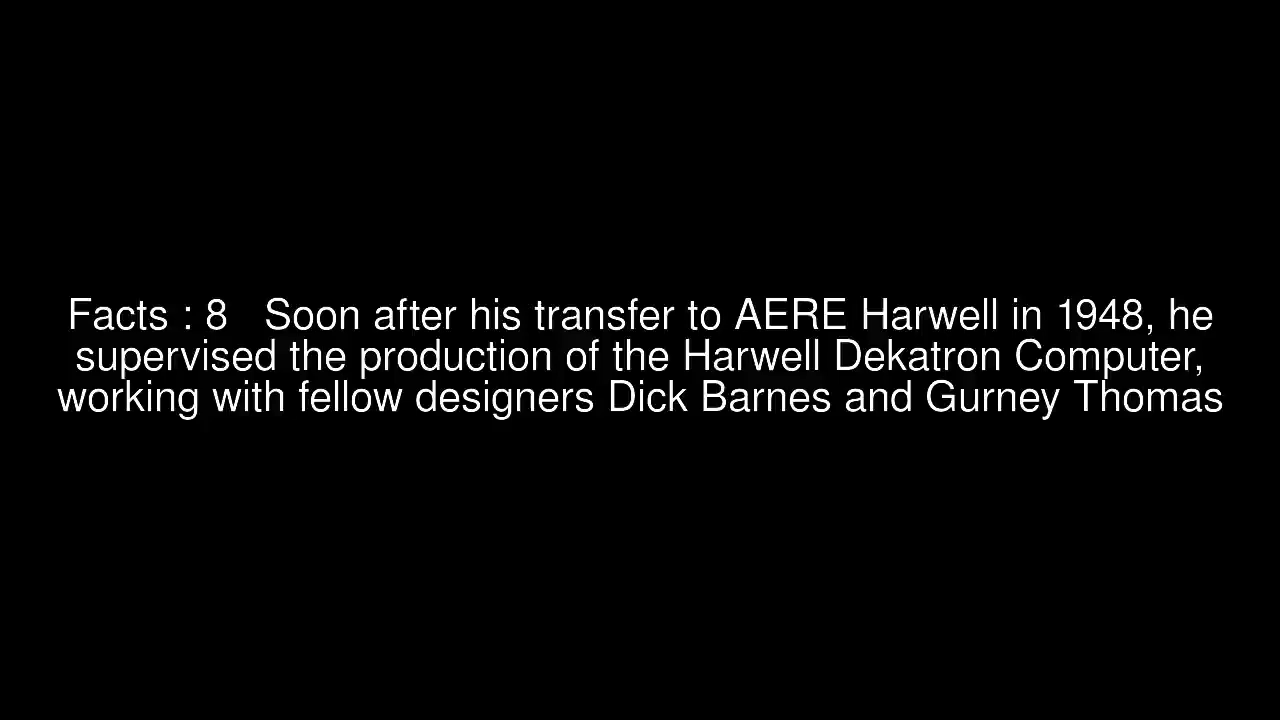 Facts : 8   Soon after his transfer to AERE Harwell in 1948, he
supervised the production of the Harwell Dekatron Computer,
working with fellow designers Dick Barnes and Gurney Thomas